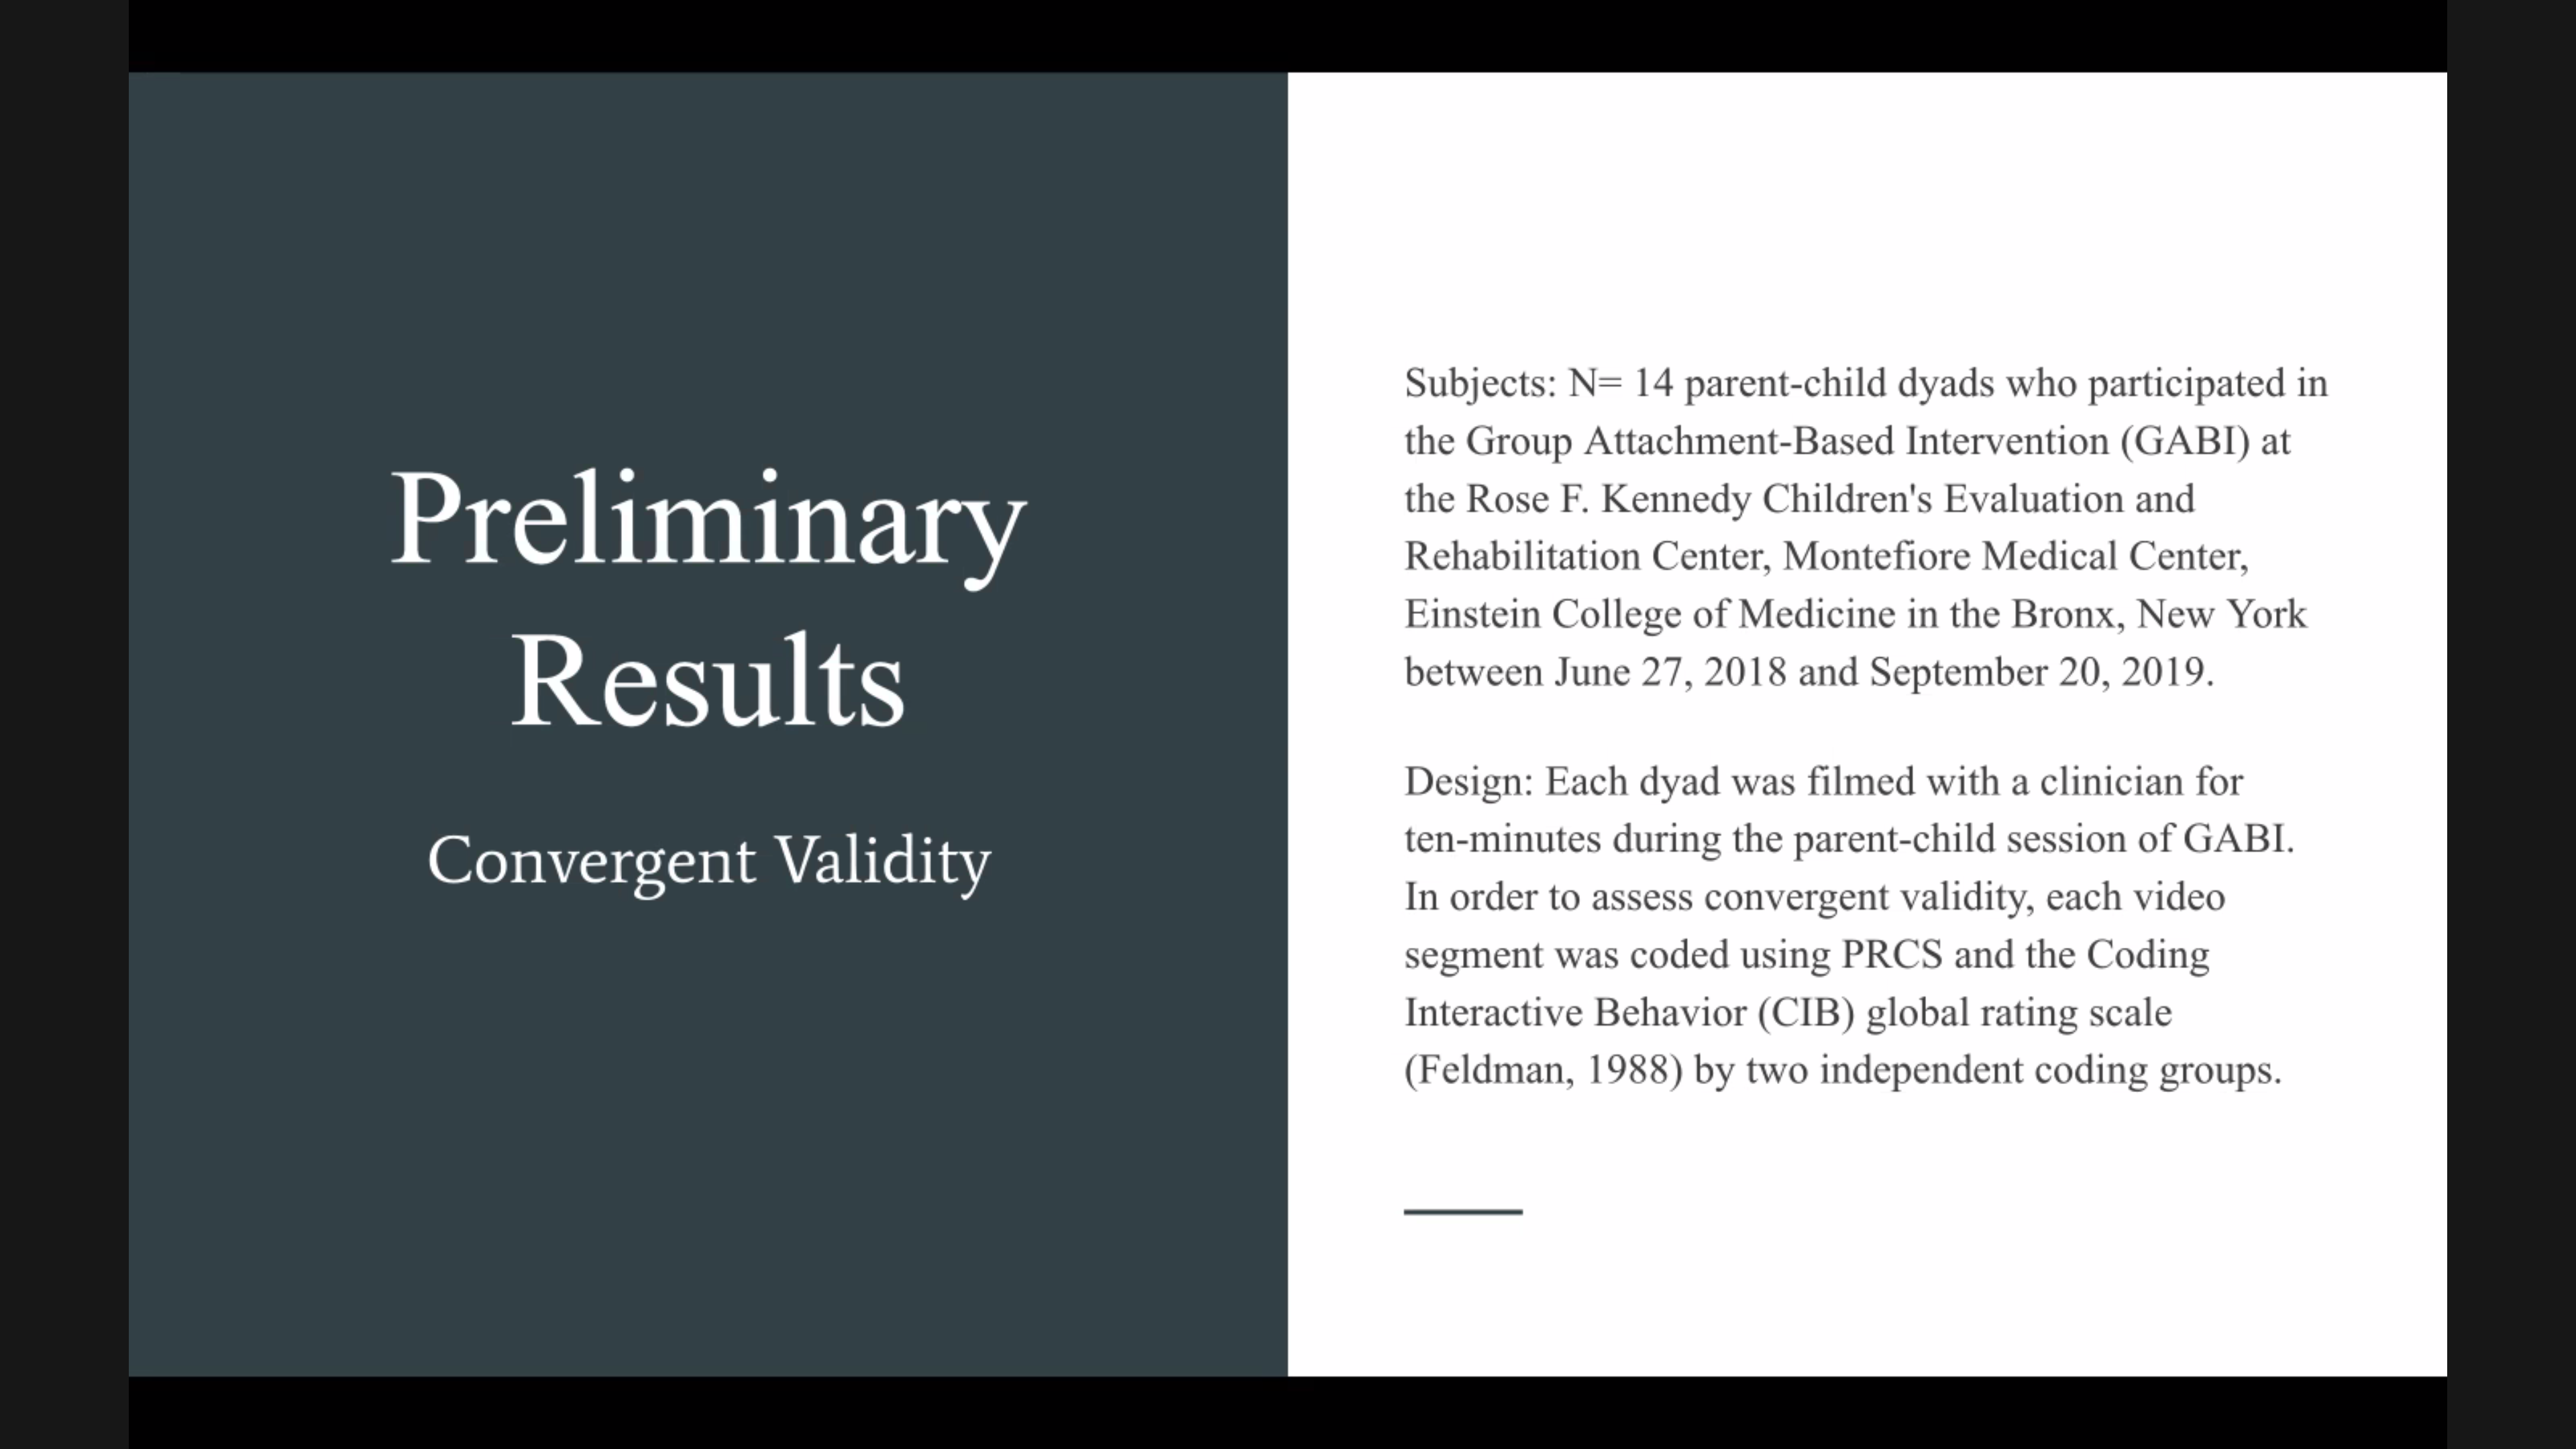 Preliminary
Results
Convergent Validity
Subjects: N= 14 parent-child dyads who participated in
the Group Attachment-Based Intervention (GABI) at
the Rose F. Kennedy Children's Evaluation and
Rehabilitation Center, Montefiore Medical Center,
Einstein College of Medicine in the Bronx, New York
between June 27, 2018 and September 20, 2019.
Design: Each dyad was filmed with a clinician for
ten-minutes during the parent-child session of GABI.
In order to assess convergent validity, each video
segment was coded using PRCS and the Coding
Interactive Behavior (CIB) global rating scale
(Feldman, 1988) by two independent coding groups.